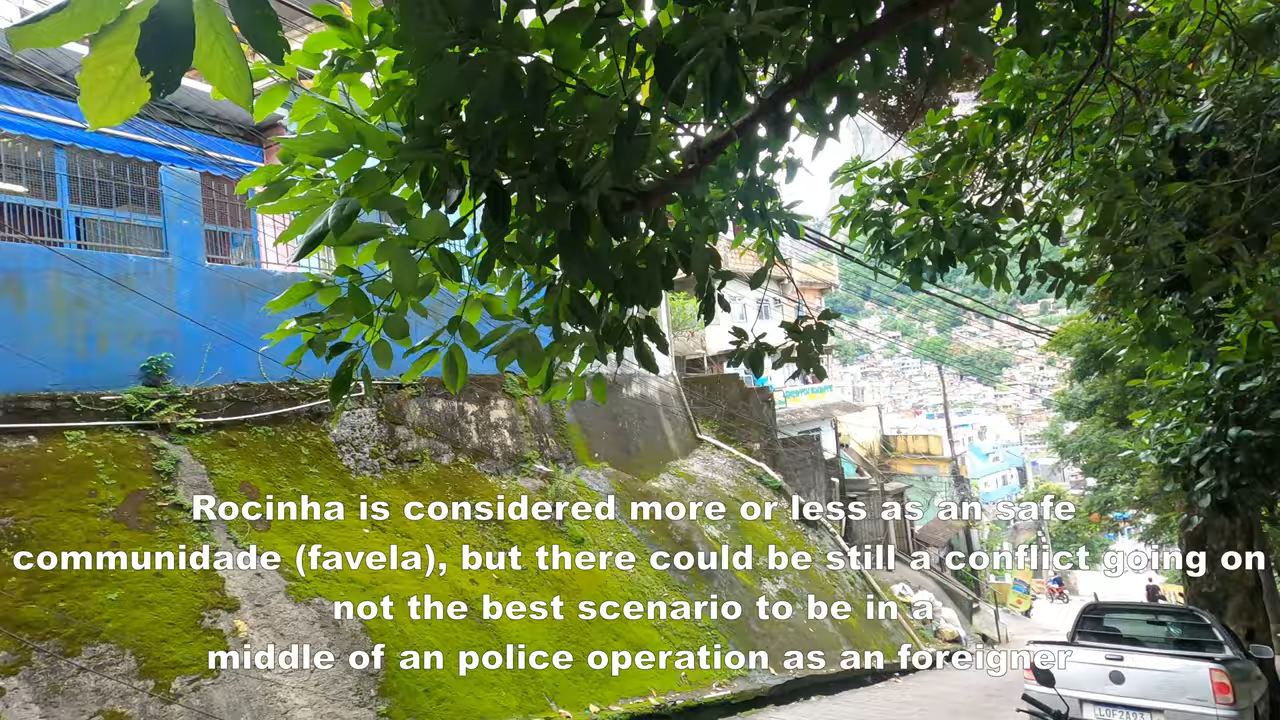 Rocinha is considered more or less as an safe
communidade (favela), but there could be still a conflict going on
not the best scenario to be in a
middle of an police operation as an foreigner
LOF2A93